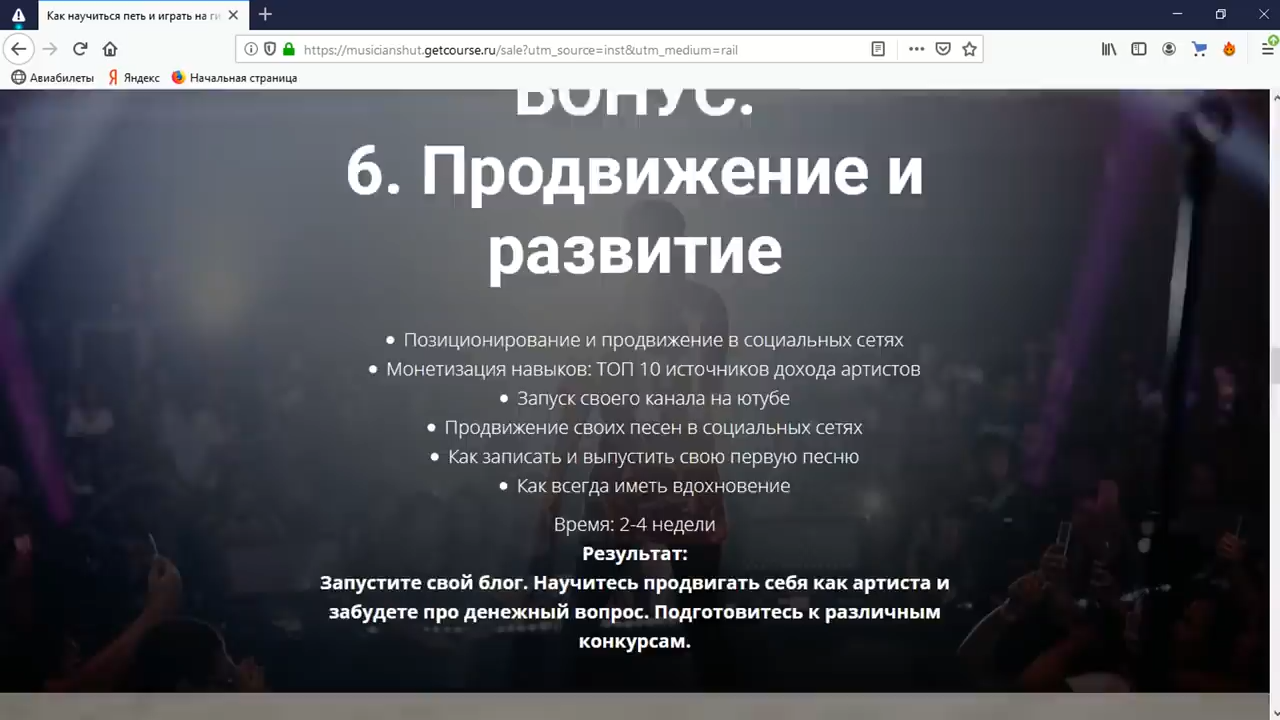 Как научиться петь и играть на ги
https://musicianshut.getcourse.ru/sale?utm_source=inst&utm_medium=rail
Авиабилеты
Яндекс
Начальная страница
БОНУС.
6. Продвижение и
развитие
• Позиционирование и продвижение в социальных сетях
• Монетизация навыков: ТОП 10 источников дохода артистов
• Запуск своего канала на ютубе
• Продвижение своих песен в социальных сетях
• Как записать и выпустить свою первую песню
• Как всегда иметь вдохновение
Время: 2-4 недели
Результат:
Запустите свой блог. Научитесь продвигать себя как артиста и
забудете про денежный вопрос. Подготовитесь к различным
конкурсам.